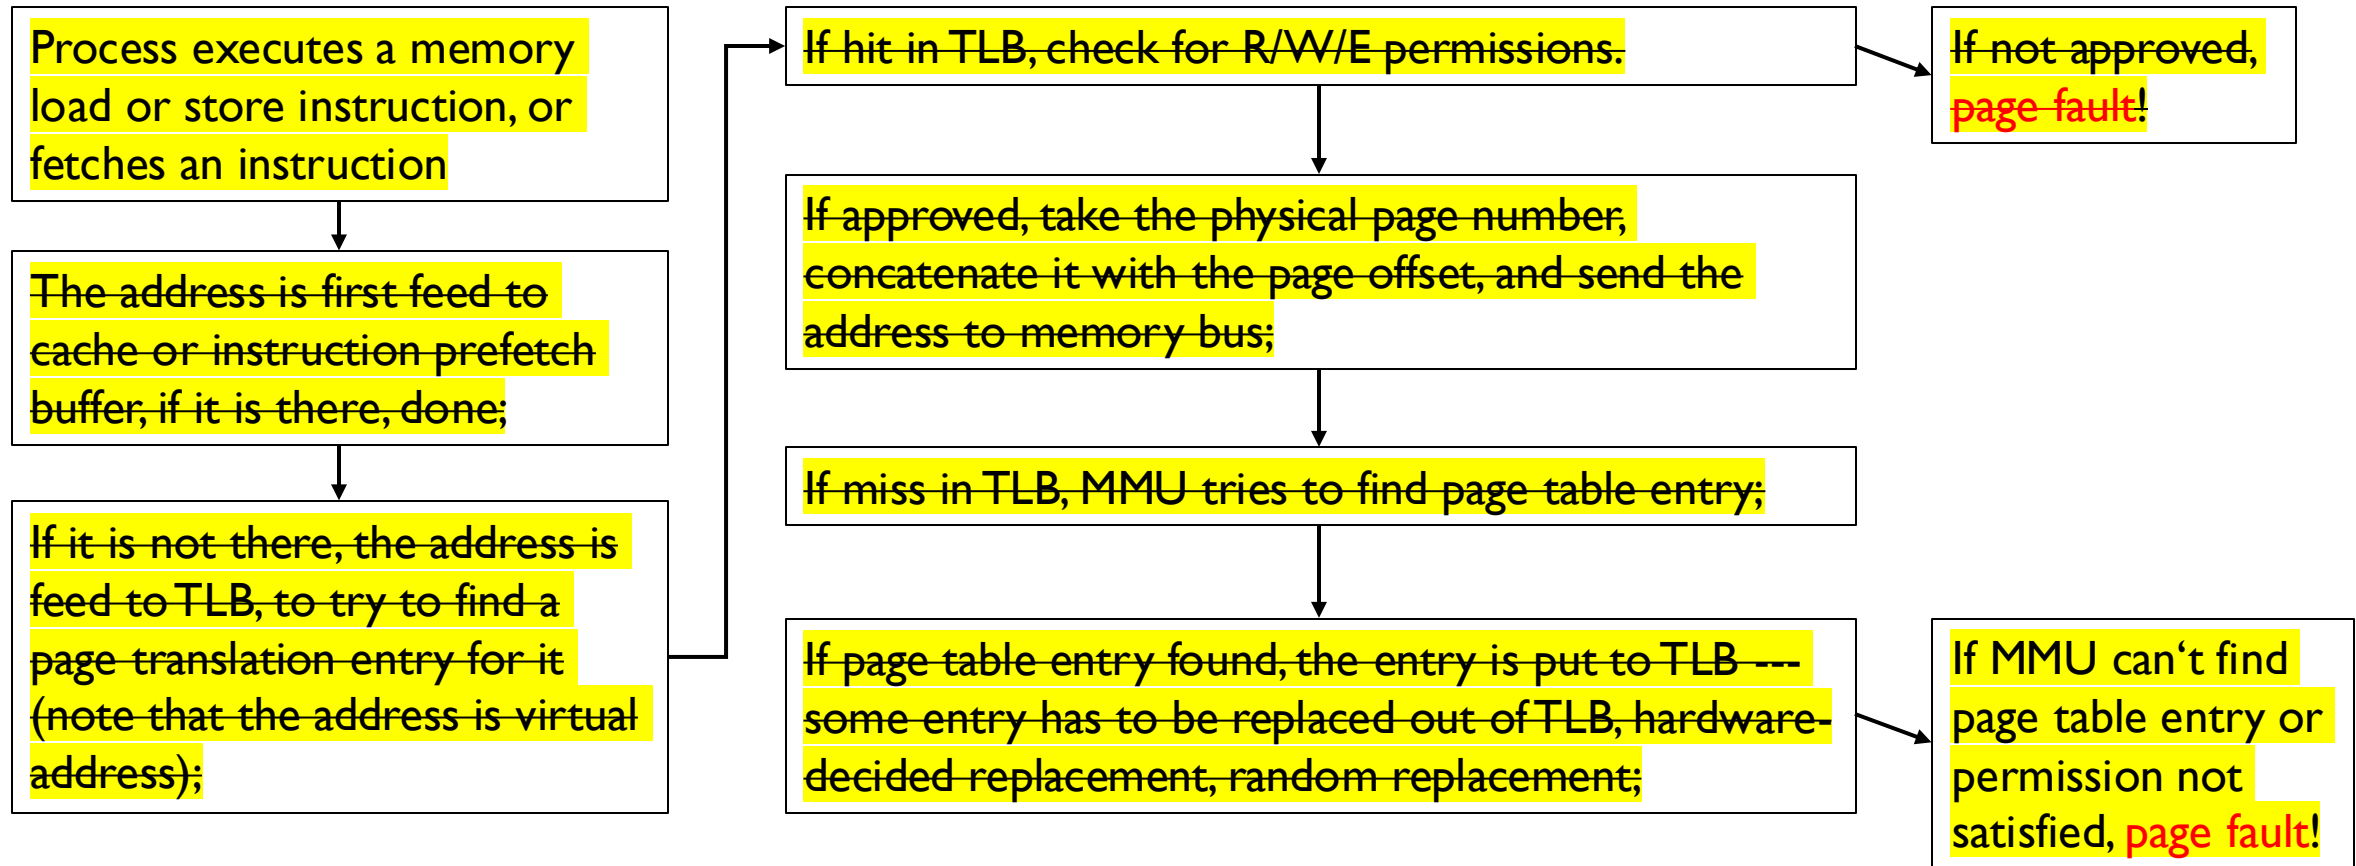 Process executes a memory
load or store instruction, or
fetches an instruction
The address is first feed to
cache or instruction prefetch
buffer, if it is there, done;
If it is not there, the address is
feed to TLB, to try to find a
page translation entry for it
(note that the address is virtual
address);
If hit in TLB, check for R/W/E permissions.
If not approved,
page fault!
If approved, take the physical page number,
concatenate it with the page offset, and send the
address to memory bus;
If miss in TLB, MMU tries to find page table entry;
If page table entry found, the entry is put to TLB ---
some entry has to be replaced out of TLB, hardware-
decided replacement, random replacement;
If MMU can‘t find
page table entry or
permission not
satisfied, page fault!